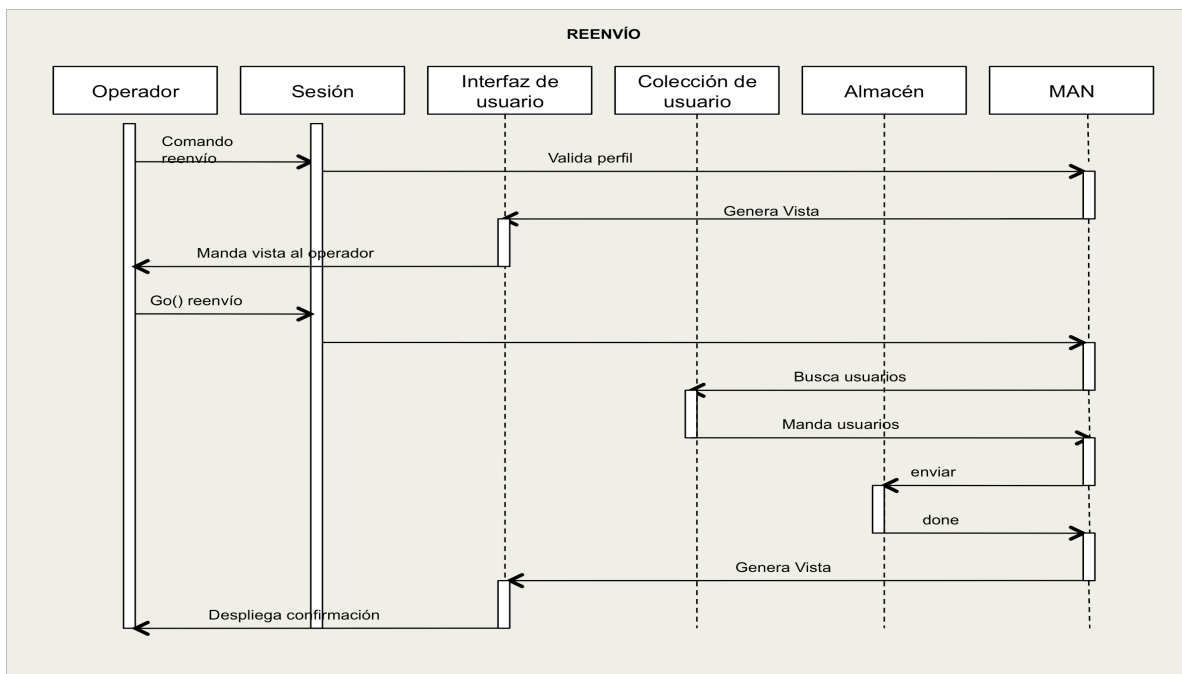 REENVÍO
Operador
Sesión
Interfaz de
usuario
Colección de
usuario
Almacén
MAN
Comando
reenvío
Valida perfil
Genera Vista
Manda vista al operador
Go() reenvío
Busca usuarios
Manda usuarios
enviar
done
Genera Vista
Despliega confirmación